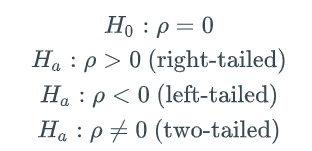 H₀ : ρ = 0
Hₐ : ρ > 0 (right-tailed)
Hₐ : ρ < 0 (left-tailed)
Hₐ : ρ ≠ 0 (two-tailed)